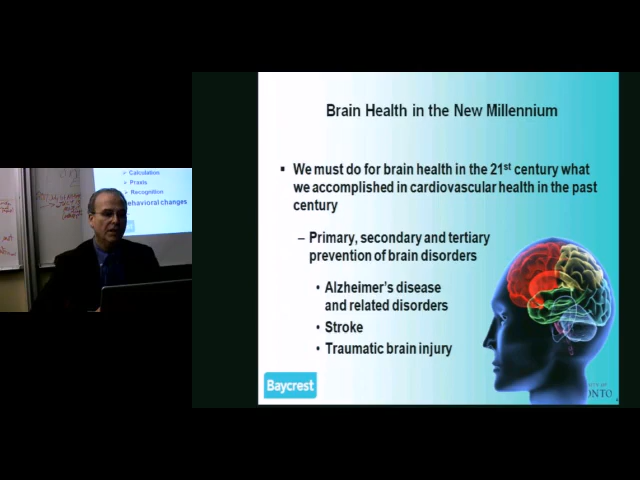 Calculation
Praxis
Recognition
ehavioral changes
Brain Health in the New Millennium
We must do for brain health in the 21st century what
we accomplished in cardiovascular health in the past
century
– Primary, secondary and tertiary
prevention of brain disorders
• Alzheimer's disease
and related disorders
• Stroke
• Traumatic brain injury
Baycrest
ONTO